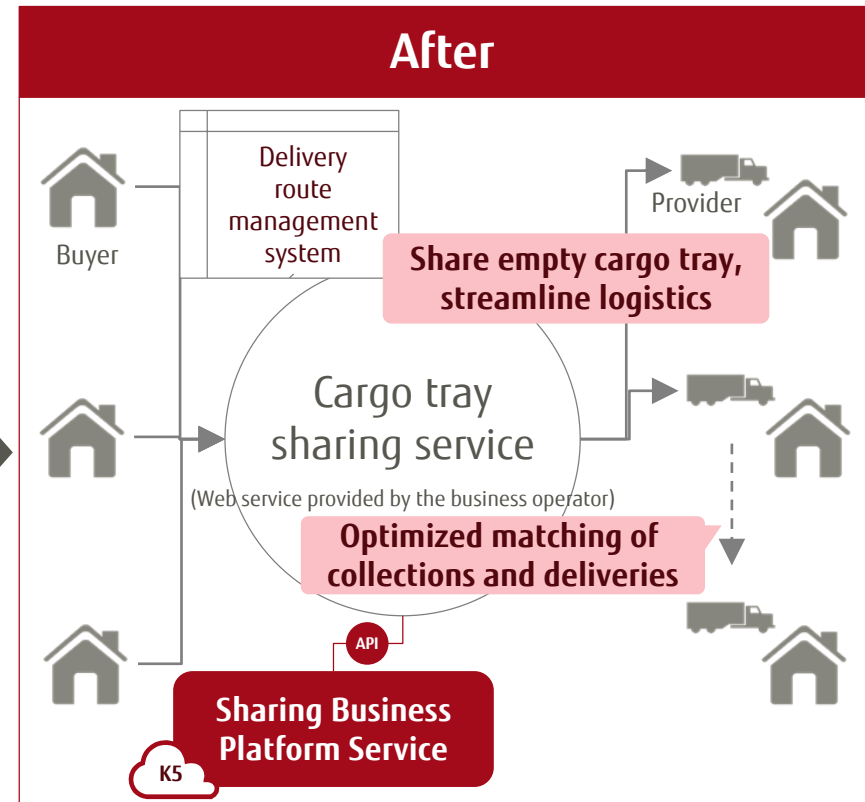 After
Delivery
route
management
system
Buyer
Provider
Share empty cargo tray,
streamline logistics
Cargo tray
sharing service
(Web service provided by the business operator)
Optimized matching of
collections and deliveries
API
Sharing Business
Platform Service
K5